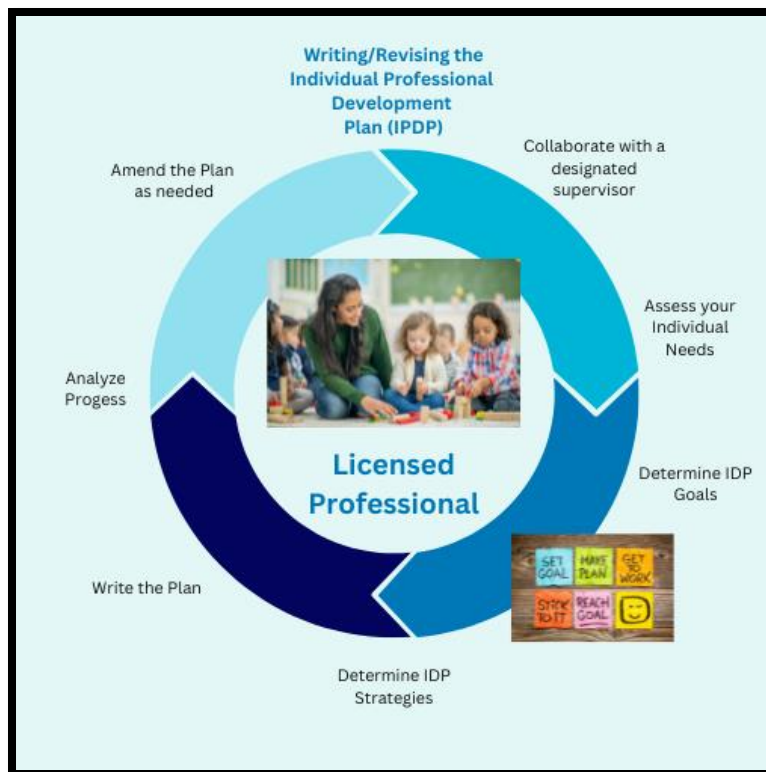 Writing/Revising the
Individual Professional
Development
Plan (IPDP)
Collaborate with a
designated
supervisor
Assess your
Individual
Needs
Determine IDP
Goals
Determine IDP
Strategies
Write the Plan
Analyze
Progess
Amend the Plan
as needed
Licensed
Professional
SET
GOAL
MAKE
PLAN
GET
TO
WORK
STICK
TO IT
REACH
GOAL